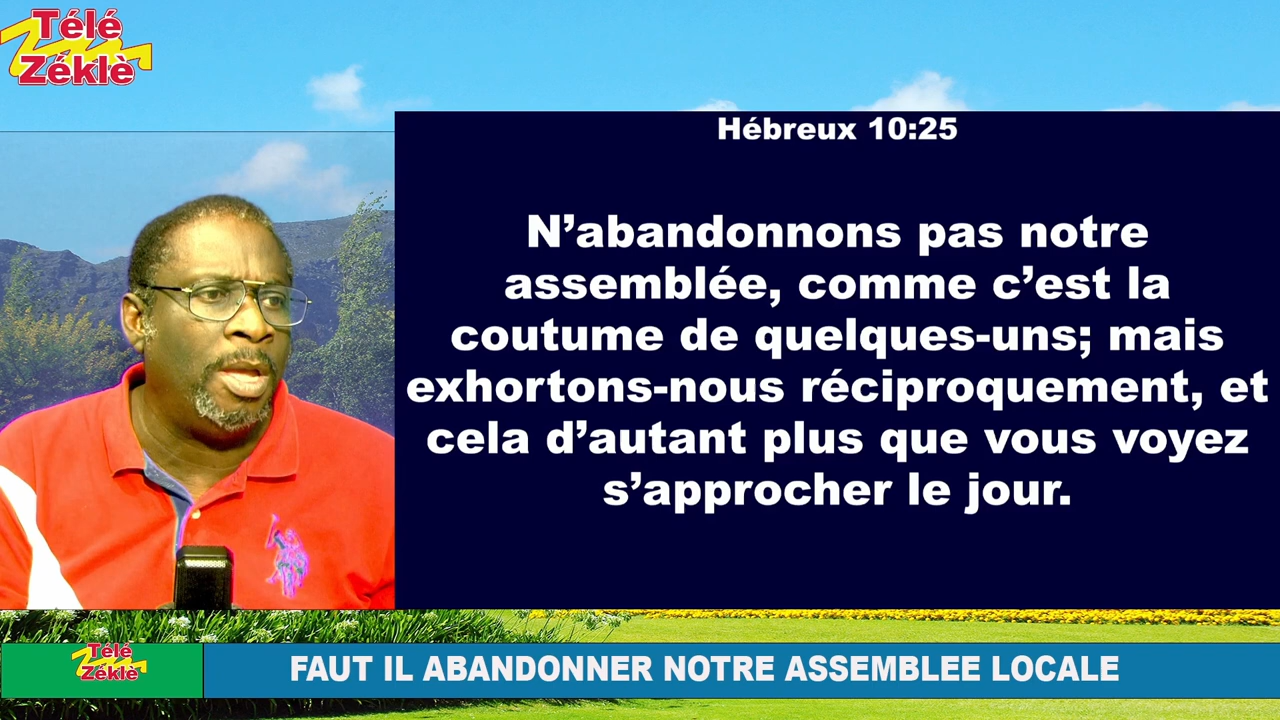 Télé
Zéklè
Hébreux 10:25
N’abandonnons pas notre
assemblée, comme c’est la
coutume de quelques-uns; mais
exhortons-nous réciproquement, et
cela d’autant plus que vous voyez
s’approcher le jour.
Télé
Zéklè
FAUT IL ABANDONNER NOTRE ASSEMBLEE LOCALE